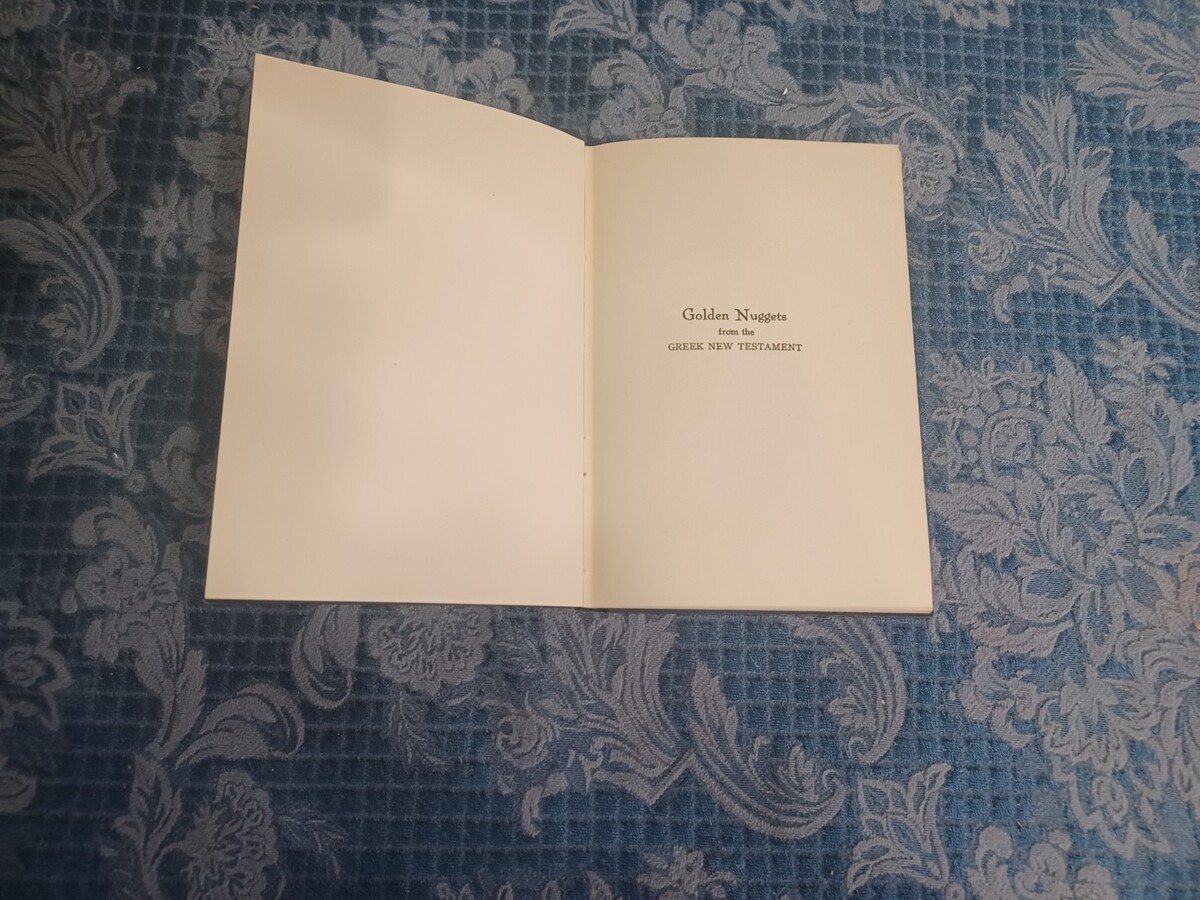 Golden Nuggets
from the
GREEK NEW TESTAMENT